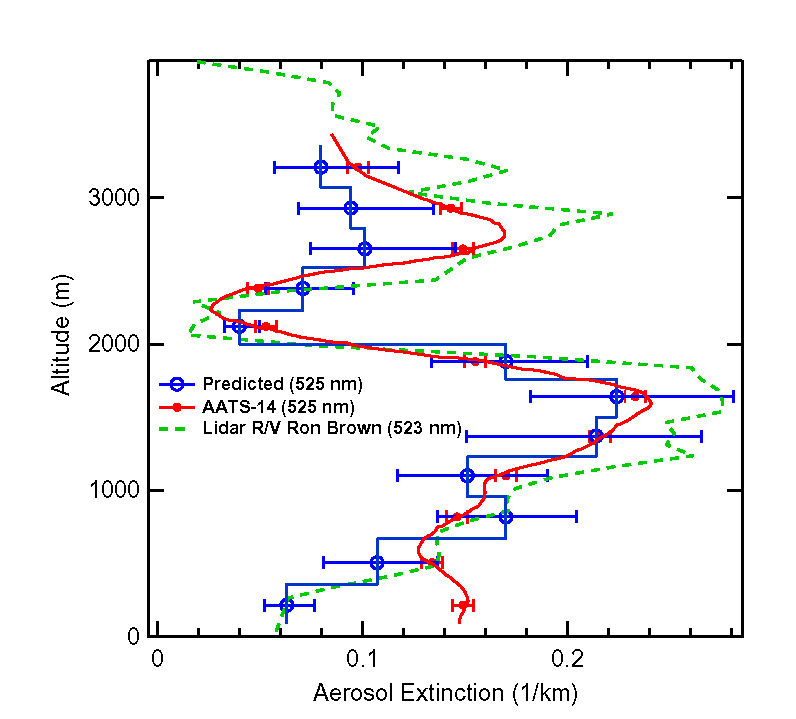 3000
2000
1000
0
Altitude (m)
Predicted (525 nm)
AATS-14 (525 nm)
Lidar R/V Ron Brown (523 nm)
0
0.1
0.2
Aerosol Extinction (1/km)